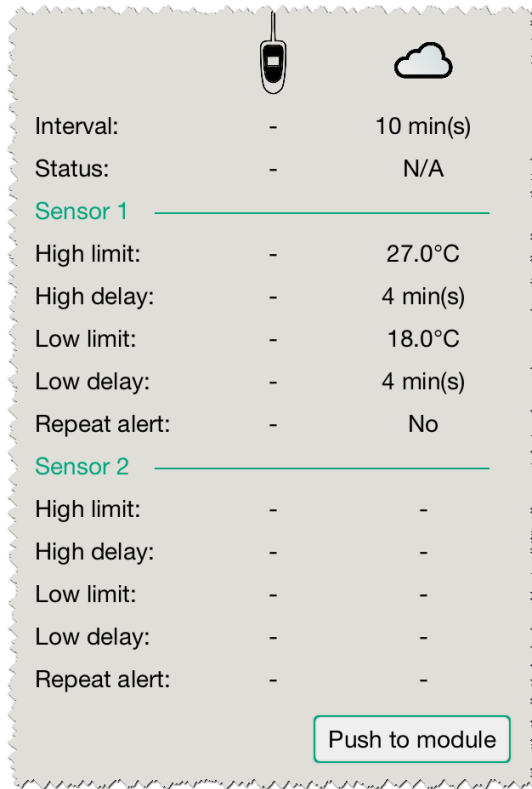 Interval: - 10 min(s)
Status: - N/A
Sensor 1
High limit: - 27.0°C
High delay: - 4 min(s)
Low limit: - 18.0°C
Low delay: - 4 min(s)
Repeat alert: - No
Sensor 2
High limit: - -
High delay: - -
Low limit: - -
Low delay: - -
Repeat alert: - -
Push to module